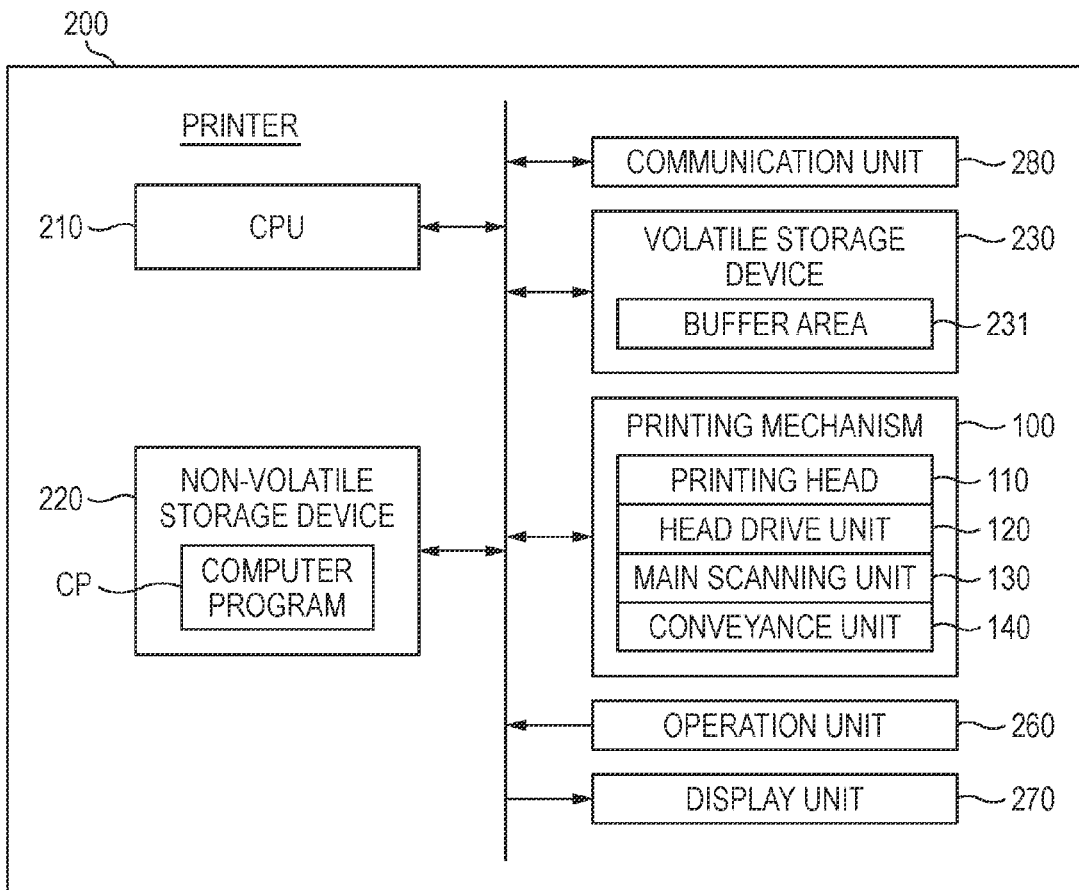 200
PRINTER
COMMUNICATION UNIT
280
210
CPU
VOLATILE STORAGE
DEVICE
230
BUFFER AREA
231
PRINTING MECHANISM
100
220
NON-VOLATILE
STORAGE DEVICE
PRINTING HEAD
110
HEAD DRIVE UNIT
120
CP
COMPUTER
PROGRAM
MAIN SCANNING UNIT
130
CONVEYANCE UNIT
140
OPERATION UNIT
260
DISPLAY UNIT
270